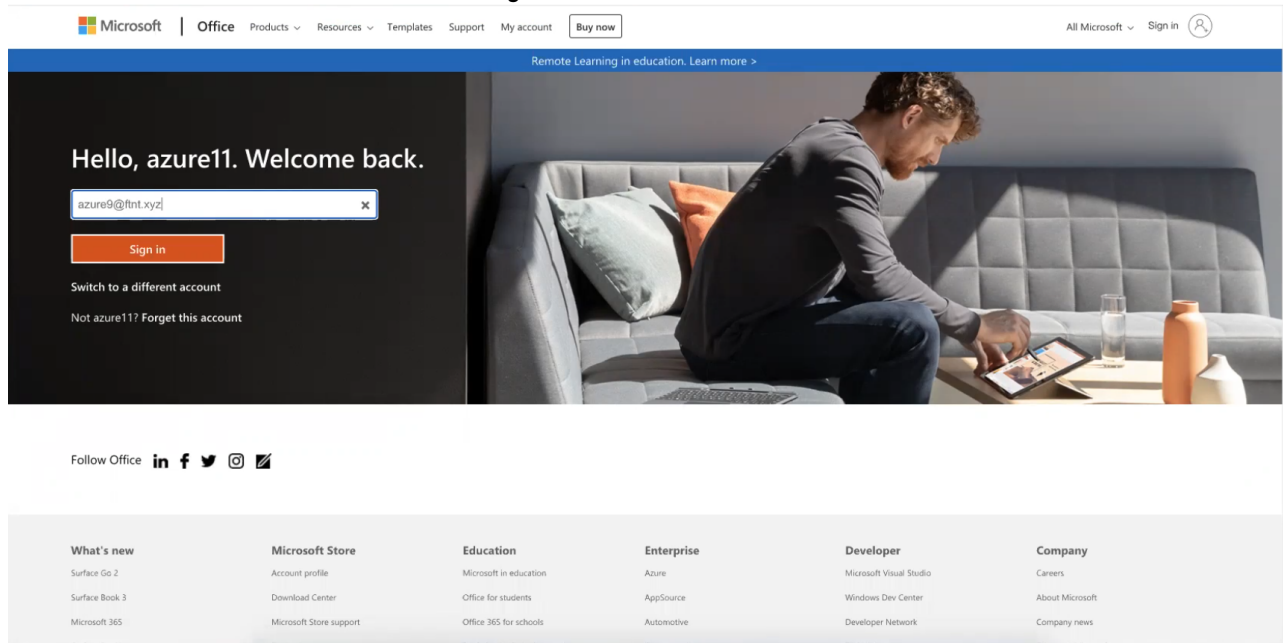 Microsoft | Office Products Resources Templates Support My account Buy now All Microsoft Sign in
Remote Learning in education. Learn more >
Hello, azure11. Welcome back.
azure9@ftnt.xyz
Sign in
Switch to a different account
Not azure11? Forget this account
Follow Office
What's new Microsoft Store Education Enterprise Developer Company
Surface Go 2 Account profile Microsoft in education Azure Microsoft Visual Studio Careers
Surface Book 3 Download Center Office for students AppSource Windows Dev Center About Microsoft
Microsoft 365 Microsoft Store support Office 365 for schools Automotive Developer Network Company news